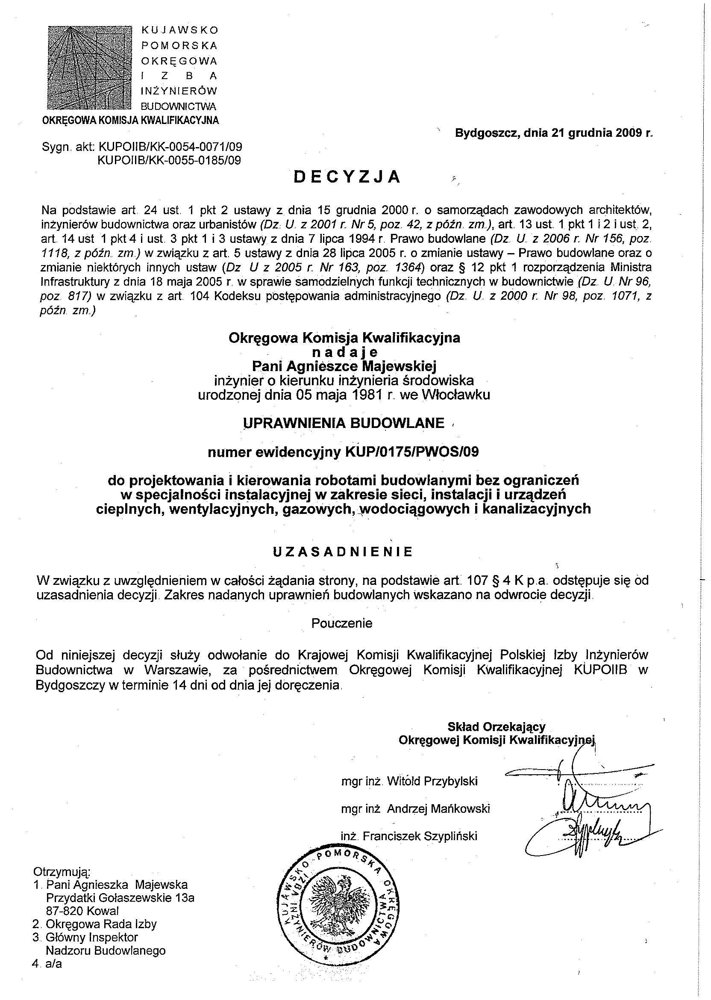 KUJAWSKO
POMORSKA
OKRĘGOWA
I Z B A
INŻYNIERÓW
BUDOWNICTWA
OKRĘGOWA KOMISJA KWALIFIKACYJNA
Bydgoszcz, dnia 21 grudnia 2009 r.
Sygn. akt: KUPOIIB/KK-0054-0071/09
KUPOIIB/KK-0055-0185/09
DECYZJA
Na podstawie art. 24 ust. 1 pkt 2 ustawy z dnia 15 grudnia 2000 r. o samorządach zawodowych architektów,
inżynierów budownictwa oraz urbanistów (Dz. U. z 2001 r. Nr 5, poz. 42, z późn. zm.), art. 13 ust. 1 pkt 1 i 2 i ust. 2,
art. 14 ust 1 pkt 4 i ust. 3 pkt 1 i 3 ustawy z dnia 7 lipca 1994 r. Prawo budowlane (Dz. U. z 2006 r. Nr 156, poz.
1118, z późn. zm.) w związku z art. 5 ustawy z dnia 28 lipca 2005 r. o zmianie ustawy – Prawo budowlane oraz o
zmianie niektórych innych ustaw (Dz U z 2005 r. Nr 163, poz. 1364) oraz § 12 pkt 1 rozporządzenia Ministra
Infrastruktury z dnia 18 maja 2005 r. w sprawie samodzielnych funkcji technicznych w budownictwie (Dz. U. Nr 96,
poz. 817) w związku z art. 104 Kodeksu postępowania administracyjnego (Dz. U. z 2000 r. Nr 98, poz. 1071, z
późn. zm.)
Okręgowa Komisja Kwalifikacyjna
nadaje
Pani Agnieszce Majewskiej
inżynier o kierunku inżynieria środowiska
urodzonej dnia 05 maja 1981 r. we Włocławku
UPRAWNIENIA BUDOWLANE
numer ewidencyjny KUP/0175/PWOS/09
do projektowania i kierowania robotami budowlanymi bez ograniczeń
w specjalności instalacyjnej w zakresie sieci, instalacji i urządzeń
cieplnych, wentylacyjnych, gazowych, wodociągowych i kanalizacyjnych
UZASADNIENIE
W związku z uwzględnieniem w całości żądania strony, na podstawie art. 107 § 4 K.p.a. odstępuje się od
uzasadnienia decyzji. Zakres nadanych uprawnień budowlanych wskazano na odwrocie decyzji.
Pouczenie
Od niniejszej decyzji służy odwołanie do Krajowej Komisji Kwalifikacyjnej Polskiej Izby Inżynierów
Budownictwa w Warszawie, za pośrednictwem Okręgowej Komisji Kwalifikacyjnej KUPOIIB w
Bydgoszczy w terminie 14 dni od dnia jej doręczenia.
Skład Orzekający
Okręgowej Komisji Kwalifikacyjnej
mgr inż. Witold Przybylski
mgr inż Andrzej Mańkowski
inż. Franciszek Szypliński
KUJAWSKO-POMORSKA OKRĘGOWA
IZBA INŻYNIERÓW BUDOWNICTWA
Otrzymują:
1. Pani Agnieszka Majewska
Przydatki Gołaszewskie 13a
87-820 Kowal
2. Okręgowa Rada Izby
3. Główny Inspektor
Nadzoru Budowlanego
4. a/a